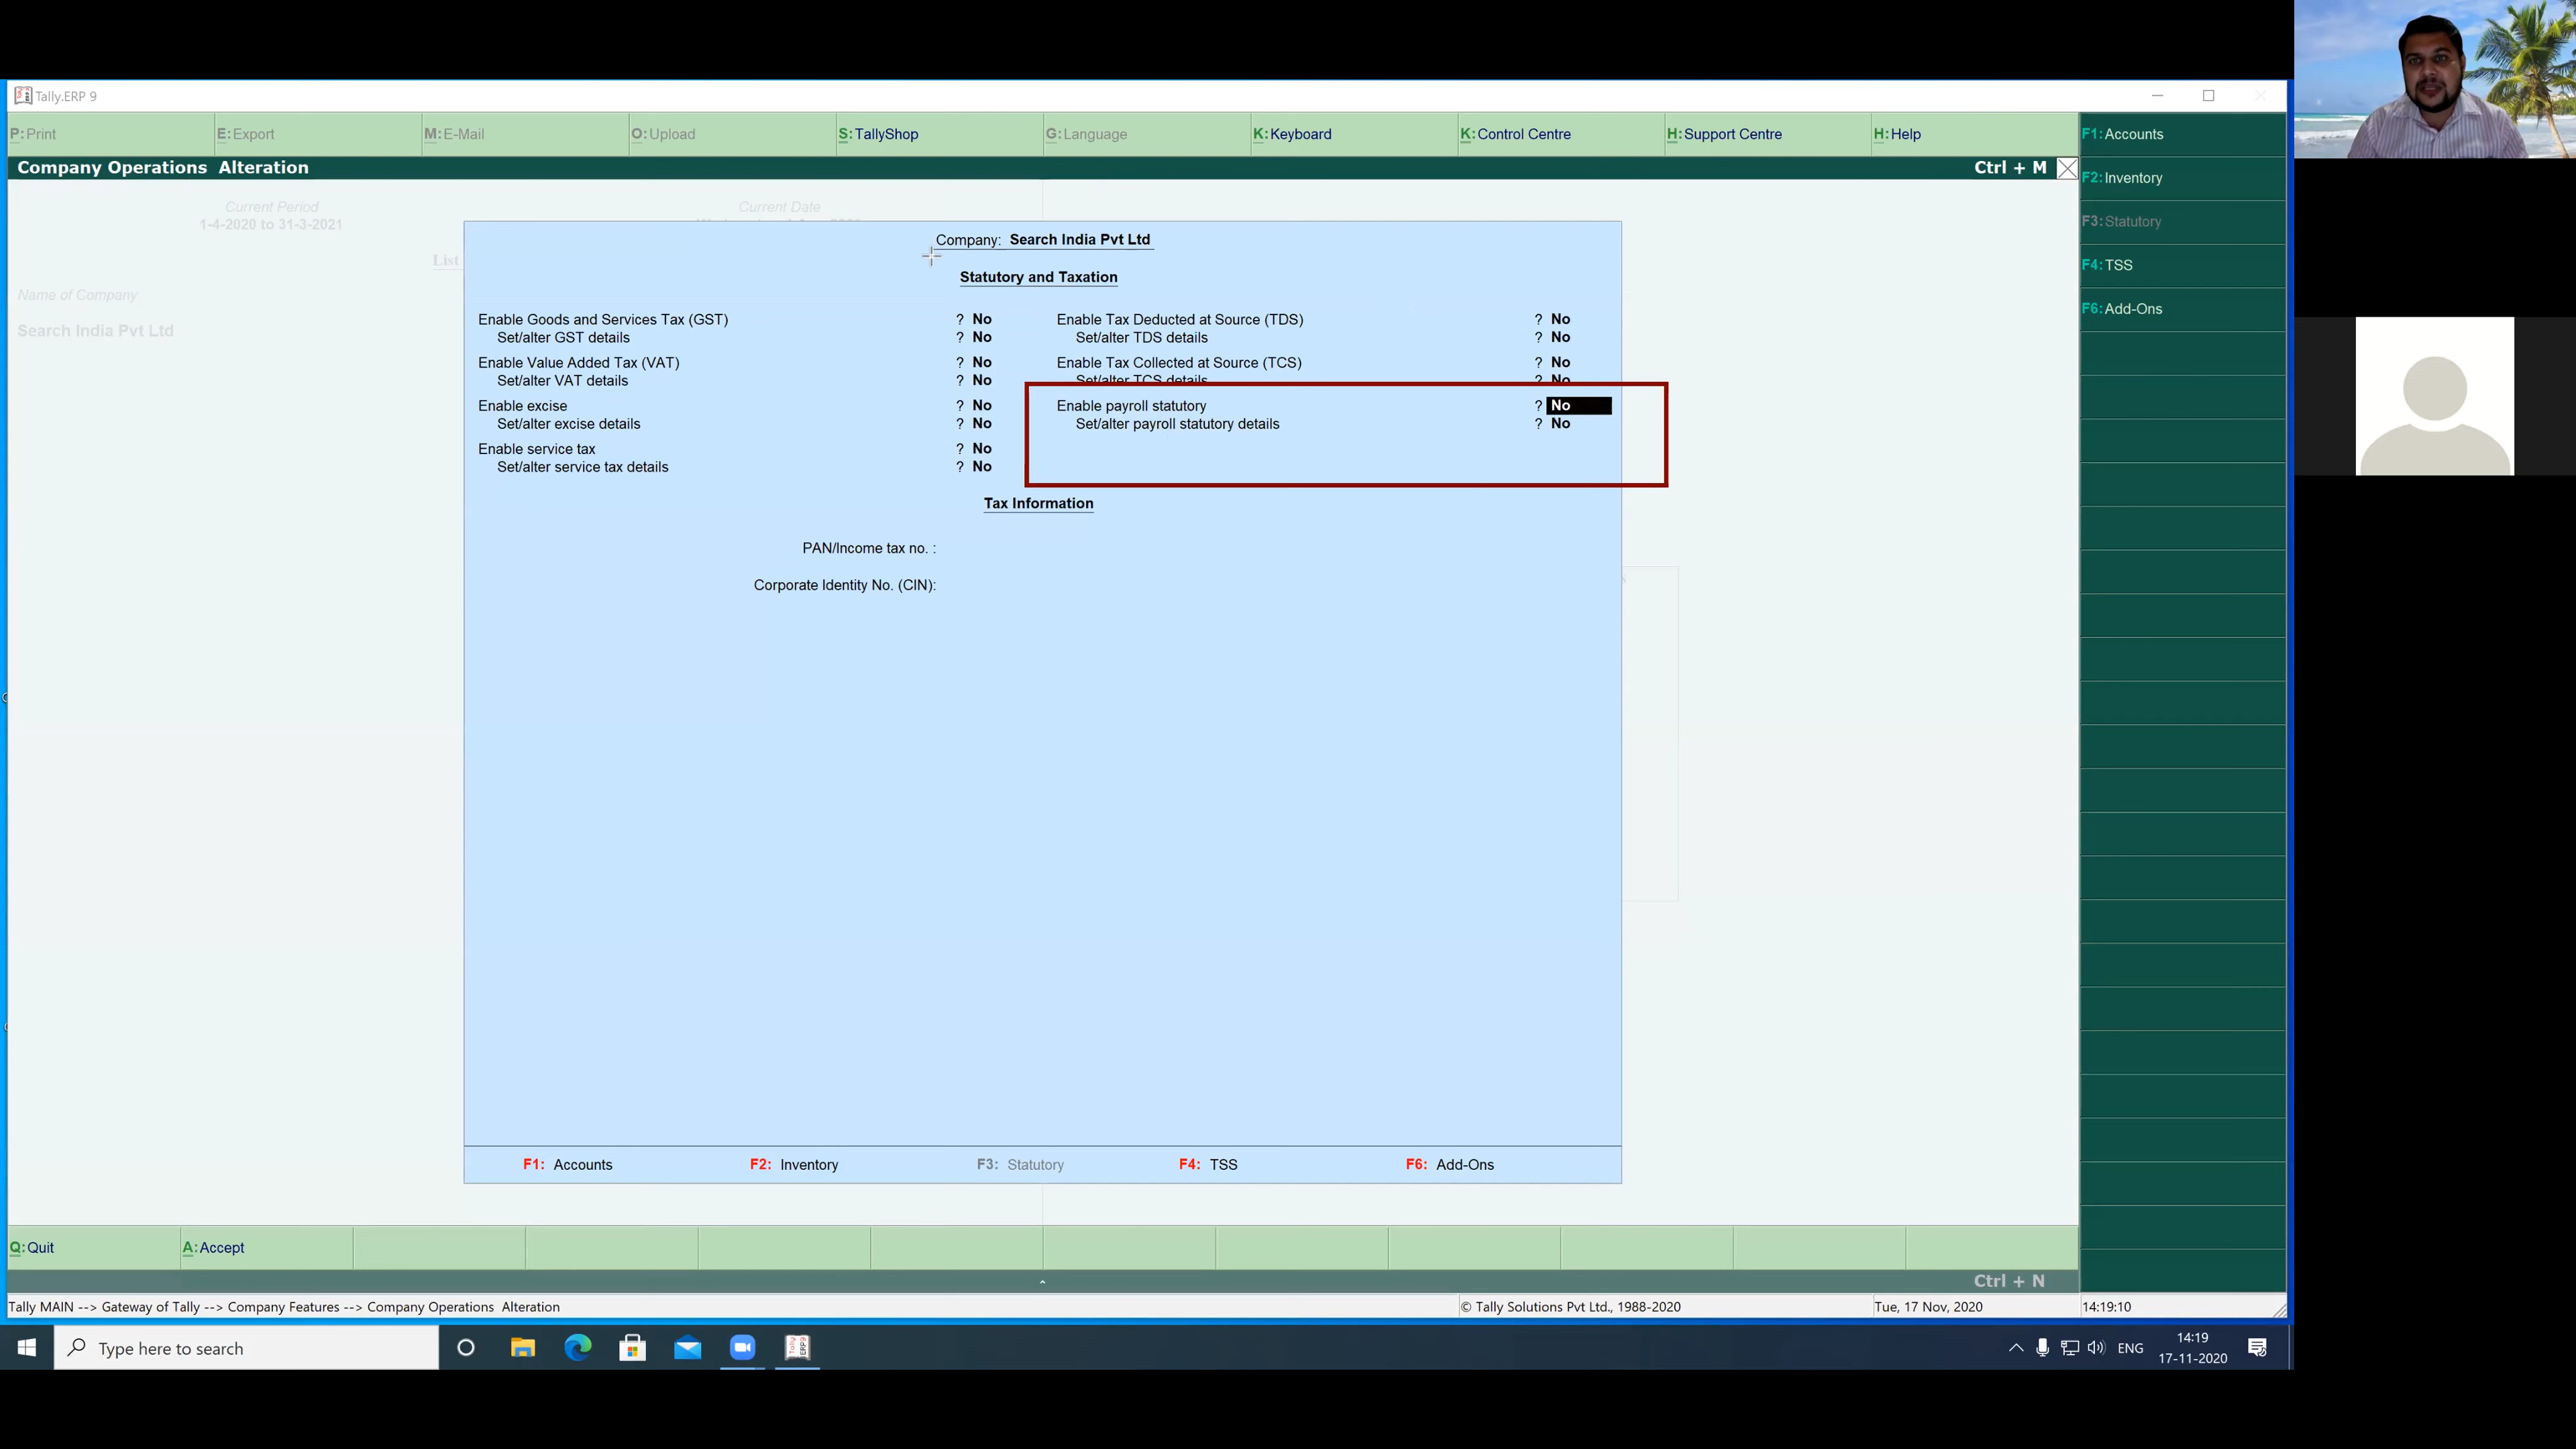 Tally.ERP 9
P: Print E: Export M: E-Mail O: Upload S: TallyShop G: Language K: Keyboard K: Control Centre H: Support Centre H: Help
Company Operations Alteration Ctrl + M
Current Period Current Date
1-4-2020 to 31-3-2021
List
Name of Company
Search India Pvt Ltd
Company: Search India Pvt Ltd
Statutory and Taxation
Enable Goods and Services Tax (GST) ? No
Set/alter GST details ? No
Enable Value Added Tax (VAT) ? No
Set/alter VAT details ? No
Enable excise ? No
Set/alter excise details ? No
Enable service tax ? No
Set/alter service tax details ? No
Enable Tax Deducted at Source (TDS) ? No
Set/alter TDS details ? No
Enable Tax Collected at Source (TCS) ? No
Set/alter TCS details ? No
Enable payroll statutory ? No
Set/alter payroll statutory details ? No
Tax Information
PAN/Income tax no. :
Corporate Identity No. (CIN):
F1: Accounts F2: Inventory F3: Statutory F4: TSS F6: Add-Ons
F1: Accounts
F2: Inventory
F3: Statutory
F4: TSS
F6: Add-Ons
Q: Quit A: Accept
Ctrl + N
Tally MAIN --> Gateway of Tally --> Company Features --> Company Operations Alteration © Tally Solutions Pvt Ltd., 1988-2020 Tue, 17 Nov, 2020 14:19:10
Type here to search
ENG
14:19
17-11-2020